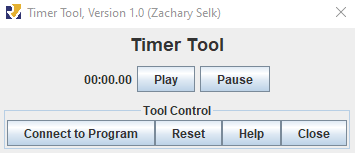 Timer Tool, Version 1.0 (Zachary Selk)
Timer Tool
00:00.00 Play Pause
Tool Control
Connect to Program Reset Help Close